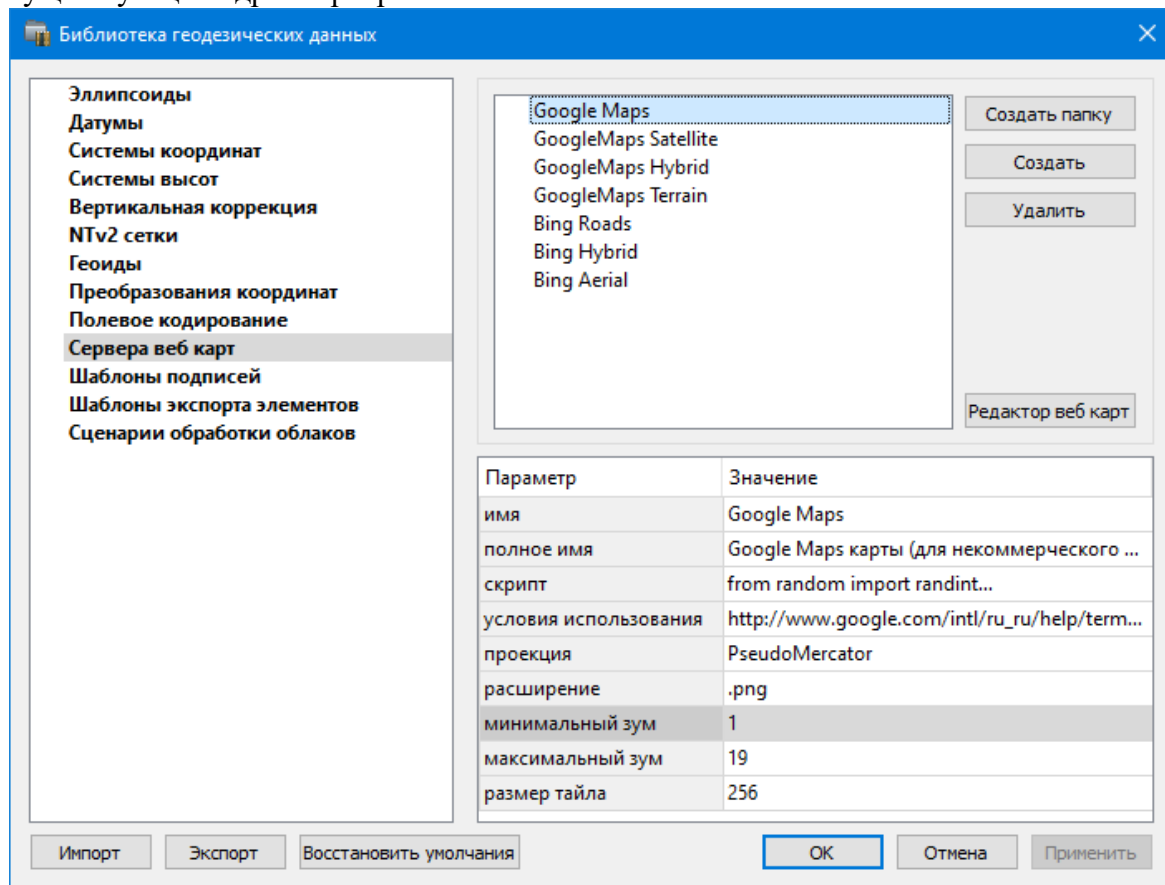 Библиотека геодезических данных
Эллипсоиды
Датумы
Системы координат
Системы высот
Вертикальная коррекция
NTv2 сетки
Геоиды
Преобразования координат
Полевое кодирование
Сервера веб карт
Шаблоны подписей
Шаблоны экспорта элементов
Сценарии обработки облаков
Google Maps
GoogleMaps Satellite
GoogleMaps Hybrid
GoogleMaps Terrain
Bing Roads
Bing Hybrid
Bing Aerial
Создать папку
Создать
Удалить
Редактор веб карт
Параметр Значение
имя Google Maps
полное имя Google Maps карты (для некоммерческого ...
скрипт from random import randint...
условия использования http://www.google.com/intl/ru_ru/help/term...
проекция PseudoMercator
расширение .png
минимальный зум 1
максимальный зум 19
размер тайла 256
Импорт Экспорт Восстановить умолчания OK Отмена Применить